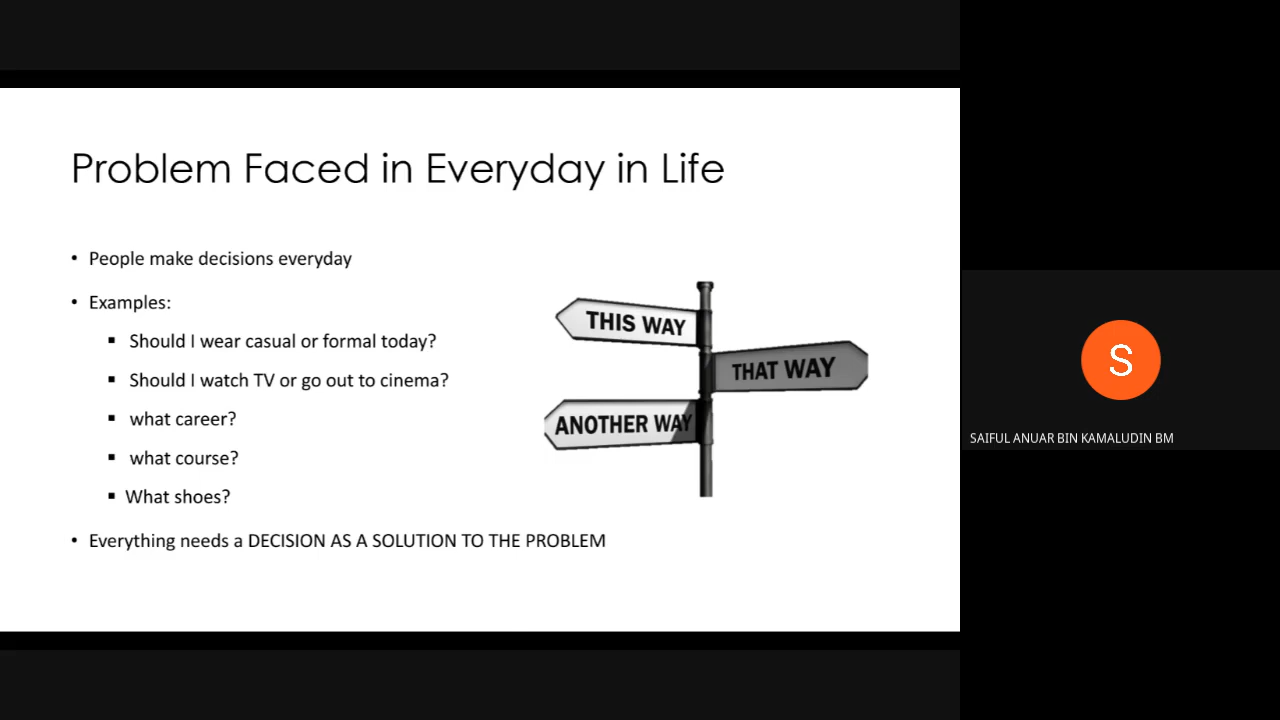 Problem Faced in Everyday in Life
• People make decisions everyday
• Examples:
▪ Should I wear casual or formal today?
▪ Should I watch TV or go out to cinema?
▪ what career?
▪ what course?
▪ What shoes?
• Everything needs a DECISION AS A SOLUTION TO THE PROBLEM
THIS WAY
THAT WAY
ANOTHER WAY
S
SAIFUL ANUAR BIN KAMALUDIN BM